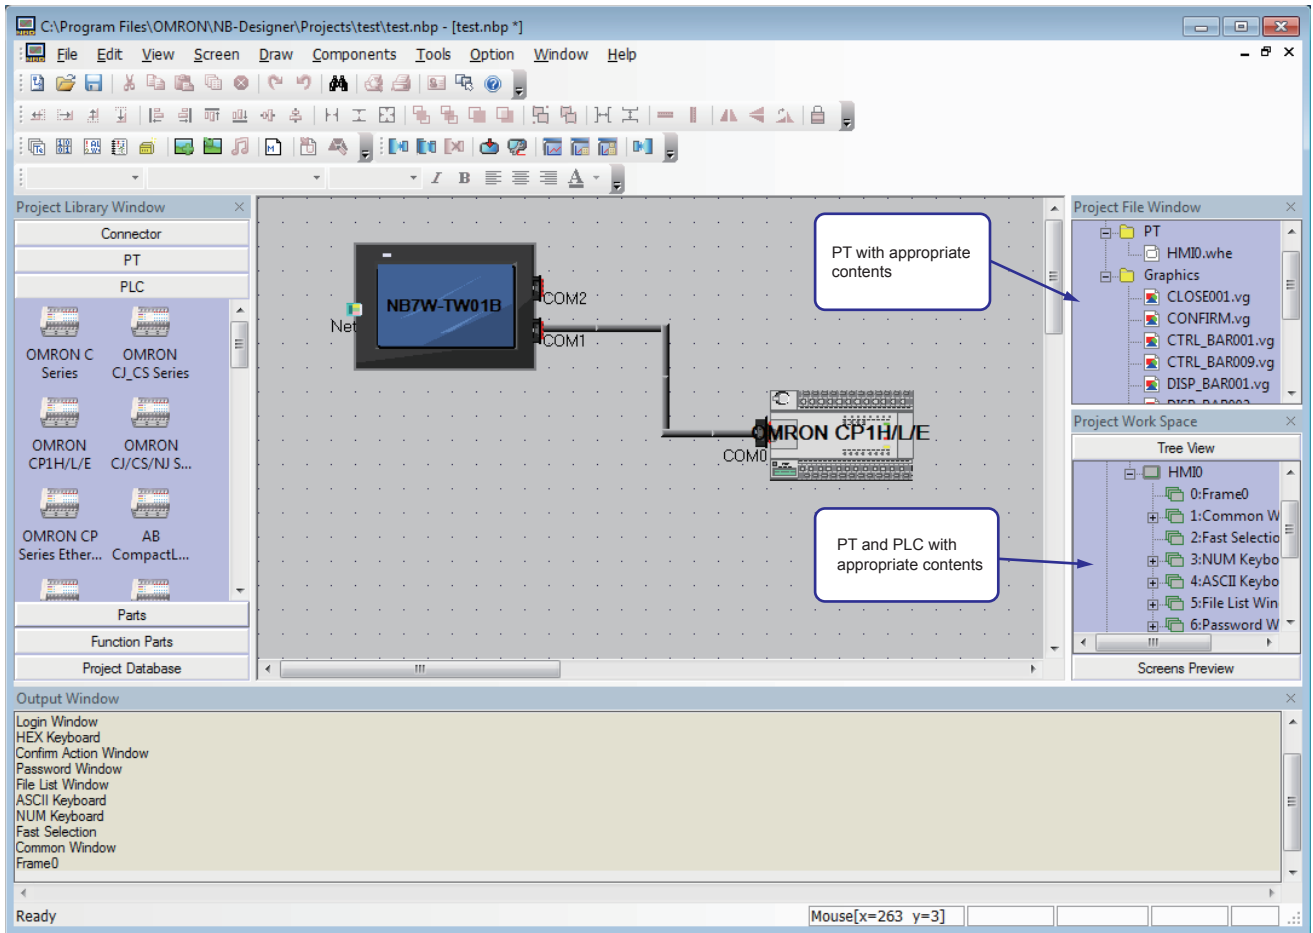 C:\Program Files\OMRON\NB-Designer\Projects\test\test.nbp - [test.nbp *]
File Edit View Screen Draw Components Tools Option Window Help
Project Library Window
Connector
PT
PLC
OMRON C Series
OMRON CJ_CS Series
OMRON CP1H/L/E
OMRON CJ/CS/NJ S...
OMRON CP Series Ether...
AB CompactL...
Parts
Function Parts
Project Database
NB7W-TW01B
Net
COM2
COM1
OMRON CP1H/L/E
COM0
PT with appropriate
contents
PT and PLC with
appropriate contents
Project File Window
PT
HMI0.whe
Graphics
CLOSE001.vg
CONFIRM.vg
CTRL_BAR001.vg
CTRL_BAR009.vg
DISP_BAR001.vg
Project Work Space
Tree View
HMI0
0:Frame0
1:Common W
2:Fast Selectio
3:NUM Keybo
4:ASCII Keybo
5:File List Win
6:Password W
Screens Preview
Output Window
Login Window
HEX Keyboard
Confirm Action Window
Password Window
File List Window
ASCII Keyboard
NUM Keyboard
Fast Selection
Common Window
Frame0
Ready
Mouse[x=263 y=3]